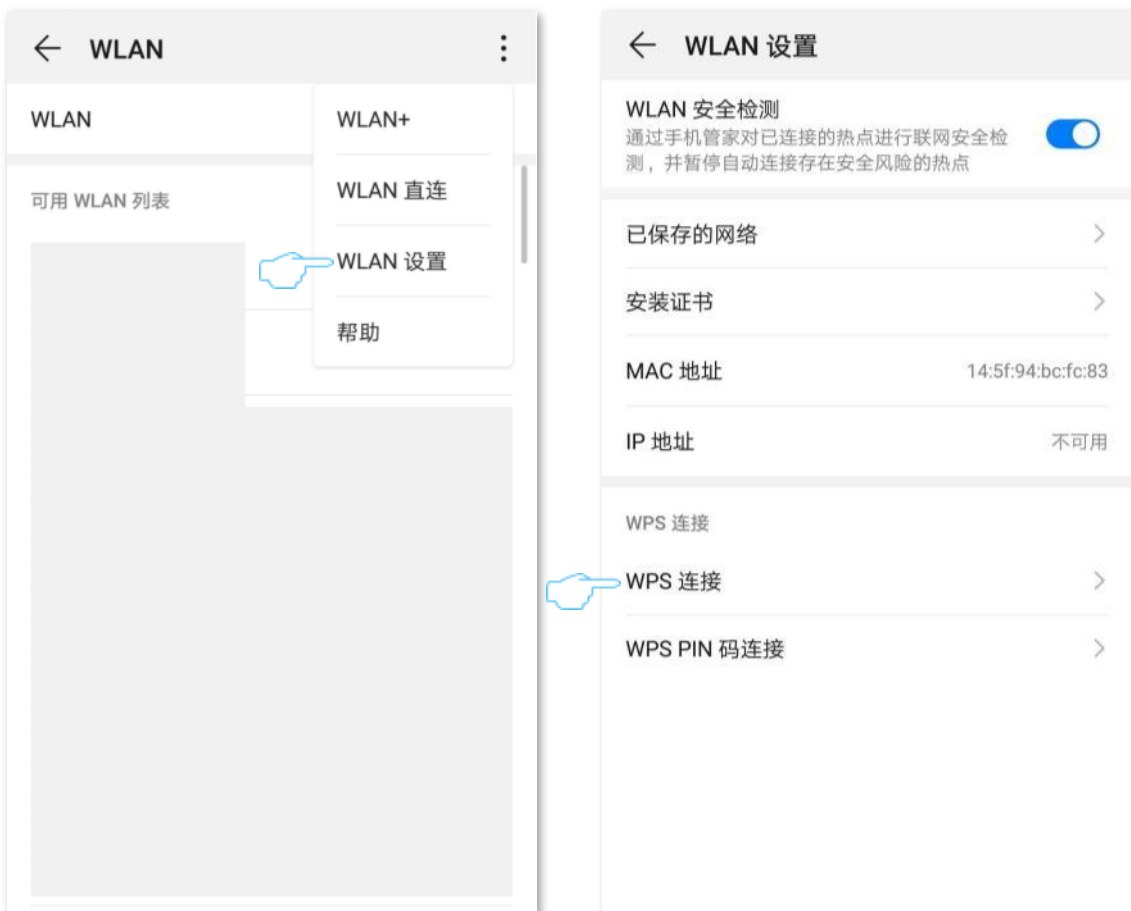 WLAN
WLAN
WLAN+
WLAN 直连
可用 WLAN 列表
WLAN 设置
帮助
WLAN 设置
WLAN 安全检测
通过手机管家对已连接的热点进行联网安全检
测，并暂停自动连接存在安全风险的热点
已保存的网络
安装证书
MAC 地址 14:5f:94:bc:fc:83
IP 地址 不可用
WPS 连接
WPS 连接
WPS PIN 码连接